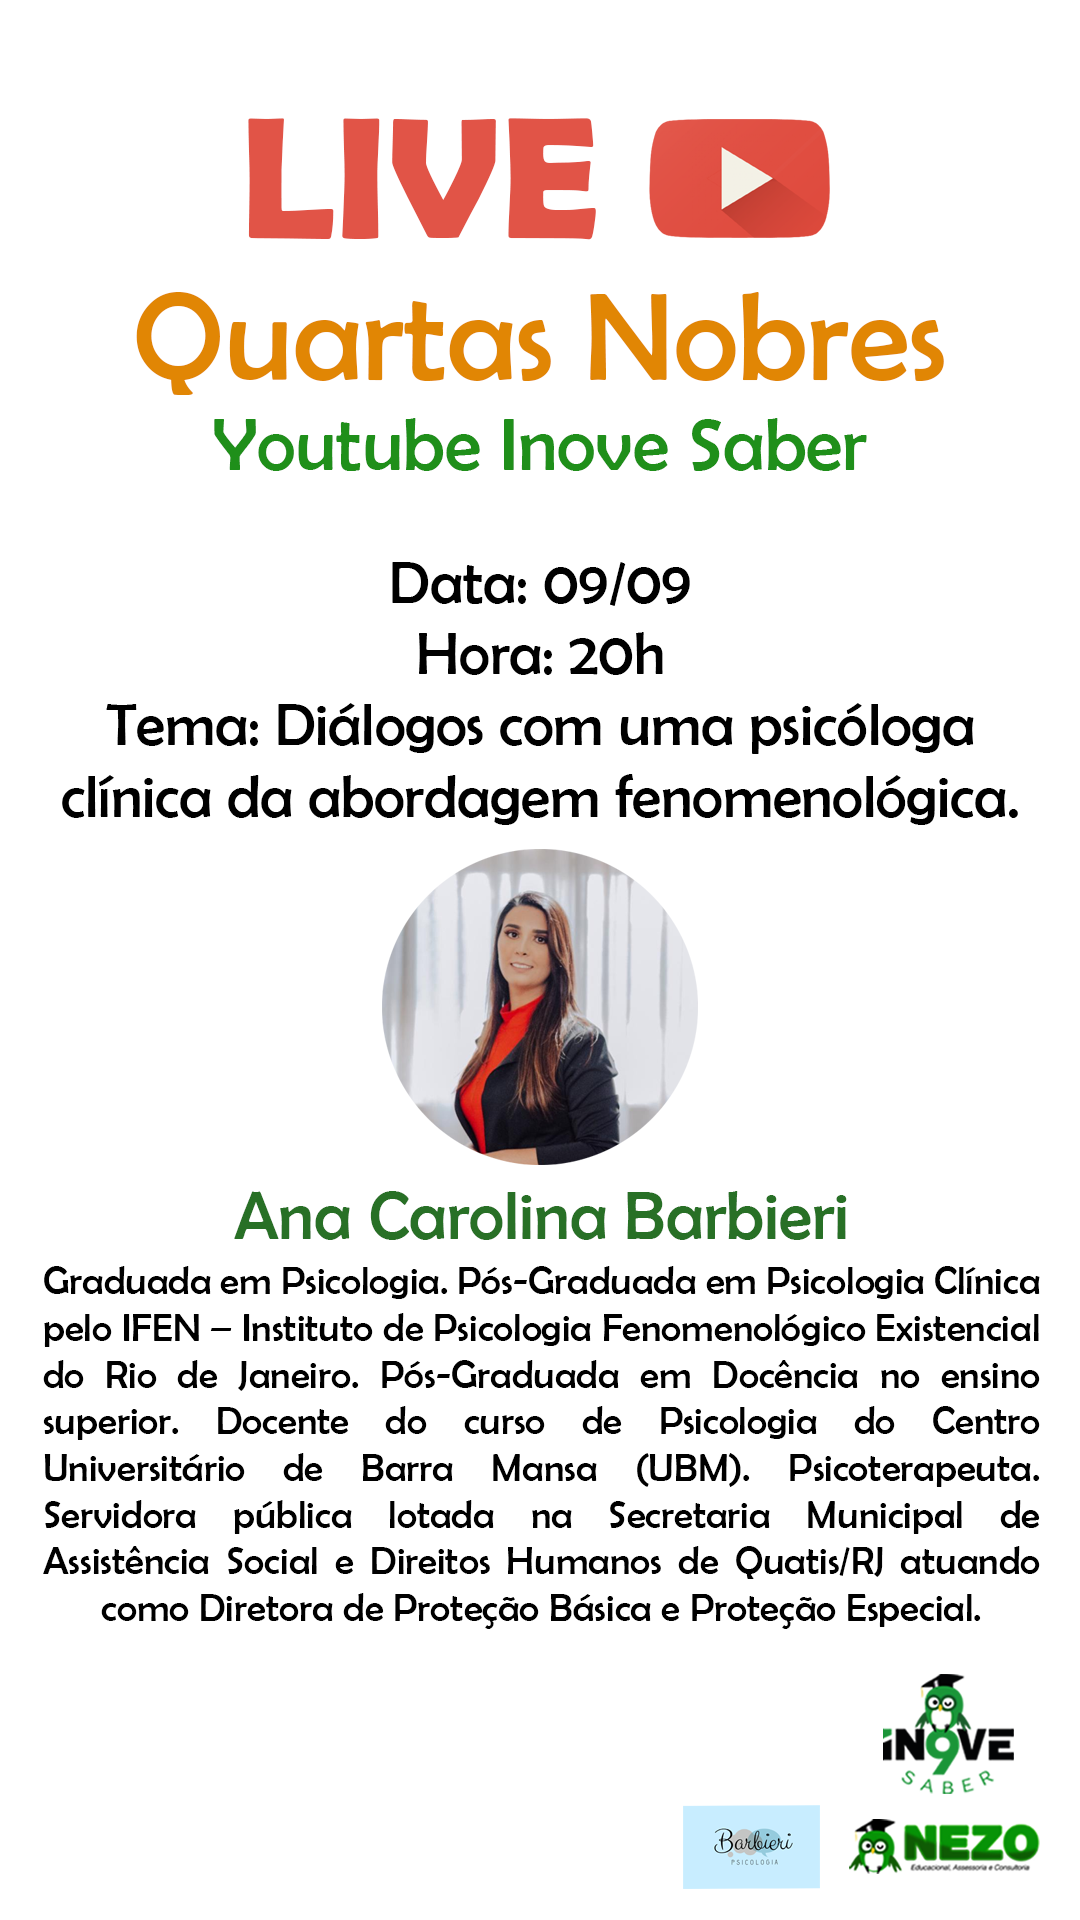 LIVE
Quartas Nobres
Youtube Inove Saber
Data: 09/09
Hora: 20h
Tema: Diálogos com uma psicóloga
clínica da abordagem fenomenológica.
Ana Carolina Barbieri
Graduada em Psicologia. Pós-Graduada em Psicologia Clínica
pelo IFEN – Instituto de Psicologia Fenomenológico Existencial
do Rio de Janeiro. Pós-Graduada em Docência no ensino
superior. Docente do curso de Psicologia do Centro
Universitário de Barra Mansa (UBM). Psicoterapeuta.
Servidora pública lotada na Secretaria Municipal de
Assistência Social e Direitos Humanos de Quatis/RJ atuando
como Diretora de Proteção Básica e Proteção Especial.
iN9VE
SABER
Barbieri
PSICOLOGIA
NEZO
Educacional, Assessoria e Consultoria